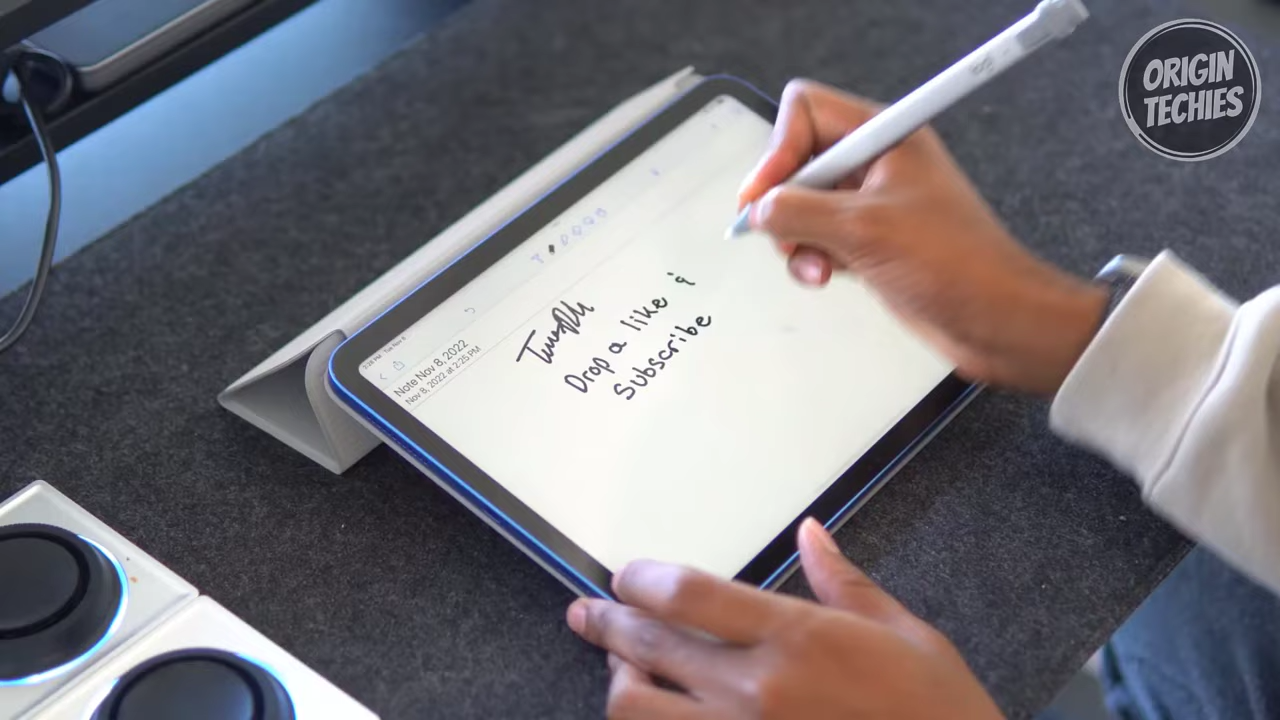 ORIGIN
TECHIES
Note Nov 8, 2022
Nov 8, 2022 at 2:25 PM
Drop a like &
Subscribe